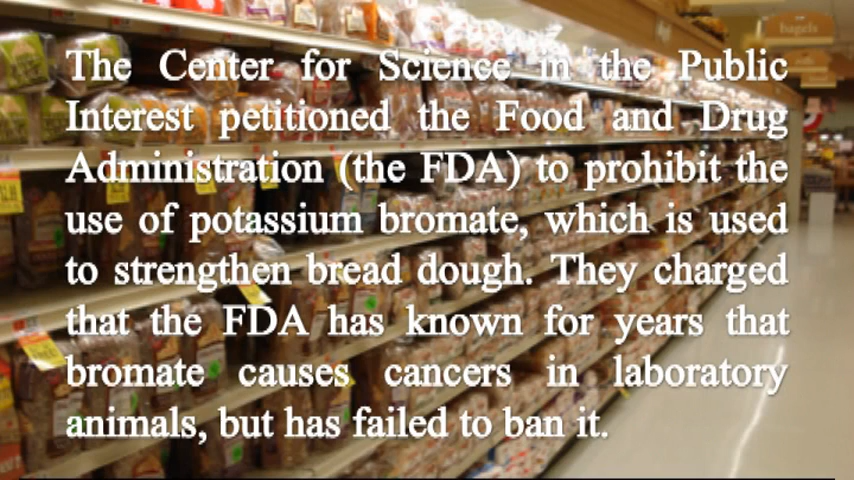 bagels
The Center for Science in the Public
Interest petitioned the Food and Drug
Administration (the FDA) to prohibit the
use of potassium bromate, which is used
to strengthen bread dough. They charged
that the FDA has known for years that
bromate causes cancers in laboratory
animals, but has failed to ban it.